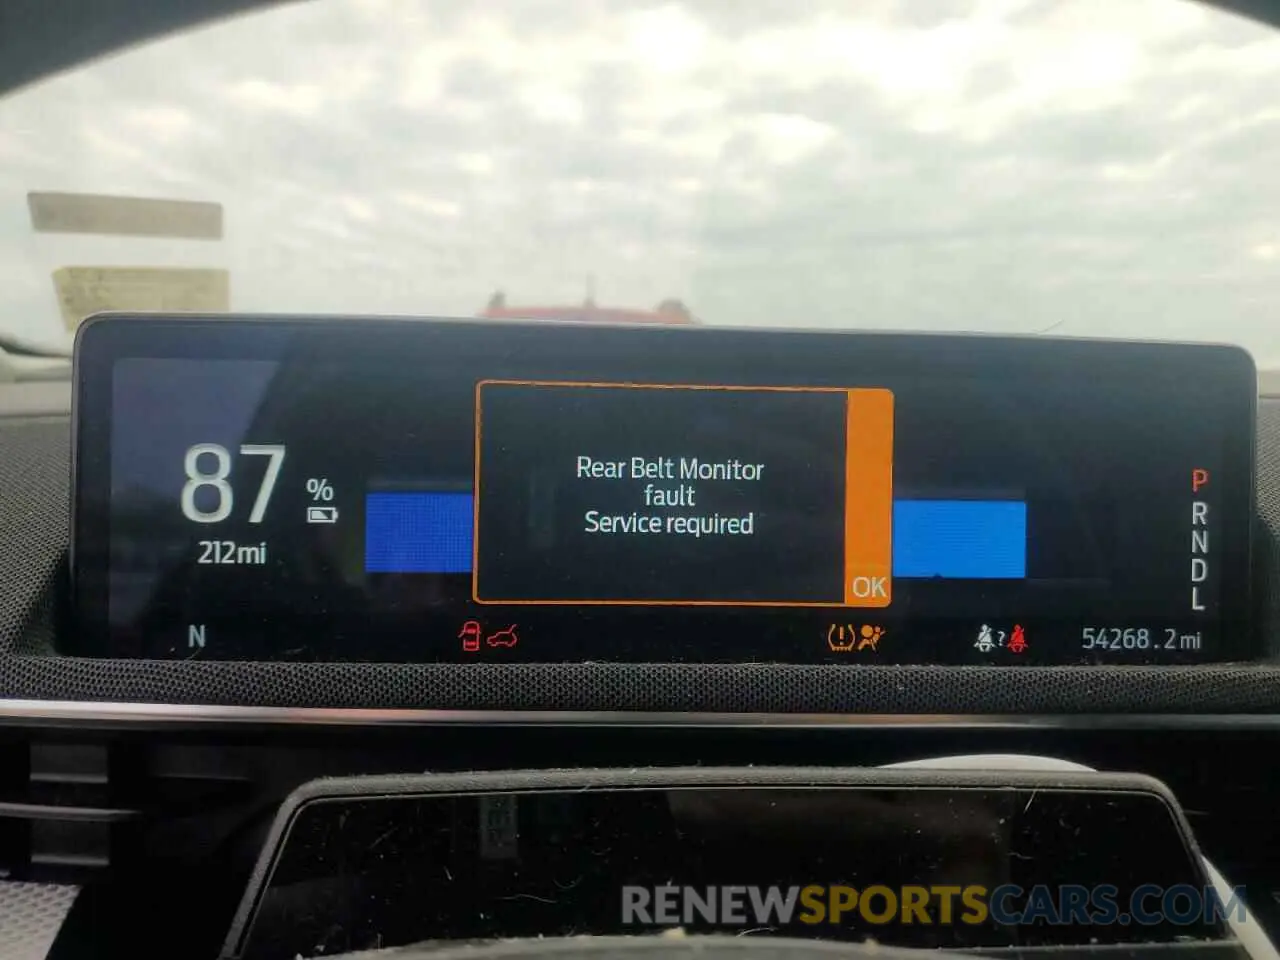 87
%
212mi
Rear Belt Monitor
fault
Service required
OK
P
R
N
D
L
N
?
54268.2mi
RENEWSPORTSCARS.COM